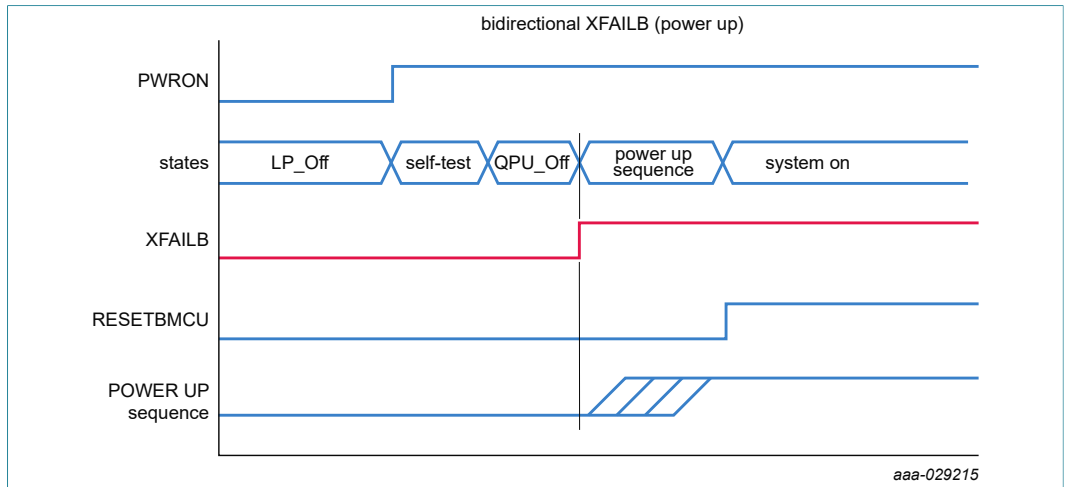 bidirectional XFAILB (power up)
PWRON
states
LP_Off
self-test
QPU_Off
power up
sequence
system on
XFAILB
RESETBMCU
POWER UP
sequence
aaa-029215